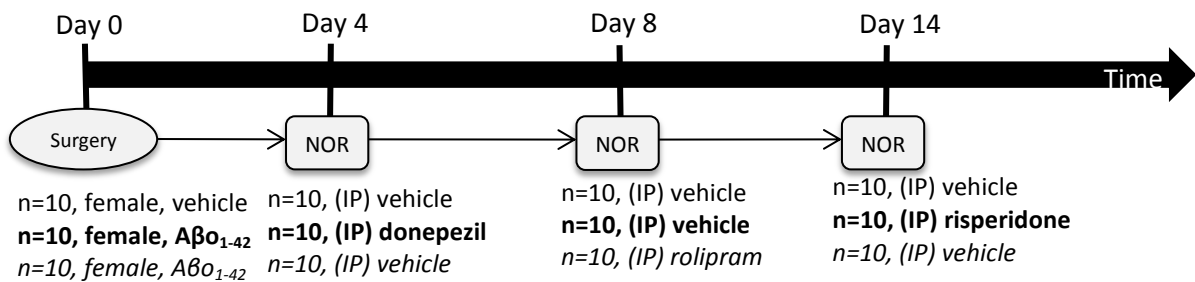 Day 0
Day 4
Day 8
Day 14
Time
Surgery
NOR
NOR
NOR
n=10, female, vehicle
n=10, female, Aβo1-42
n=10, female, Aβo1-42
n=10, (IP) vehicle
n=10, (IP) donepezil
n=10, (IP) vehicle
n=10, (IP) vehicle
n=10, (IP) vehicle
n=10, (IP) rolipram
n=10, (IP) vehicle
n=10, (IP) risperidone
n=10, (IP) vehicle